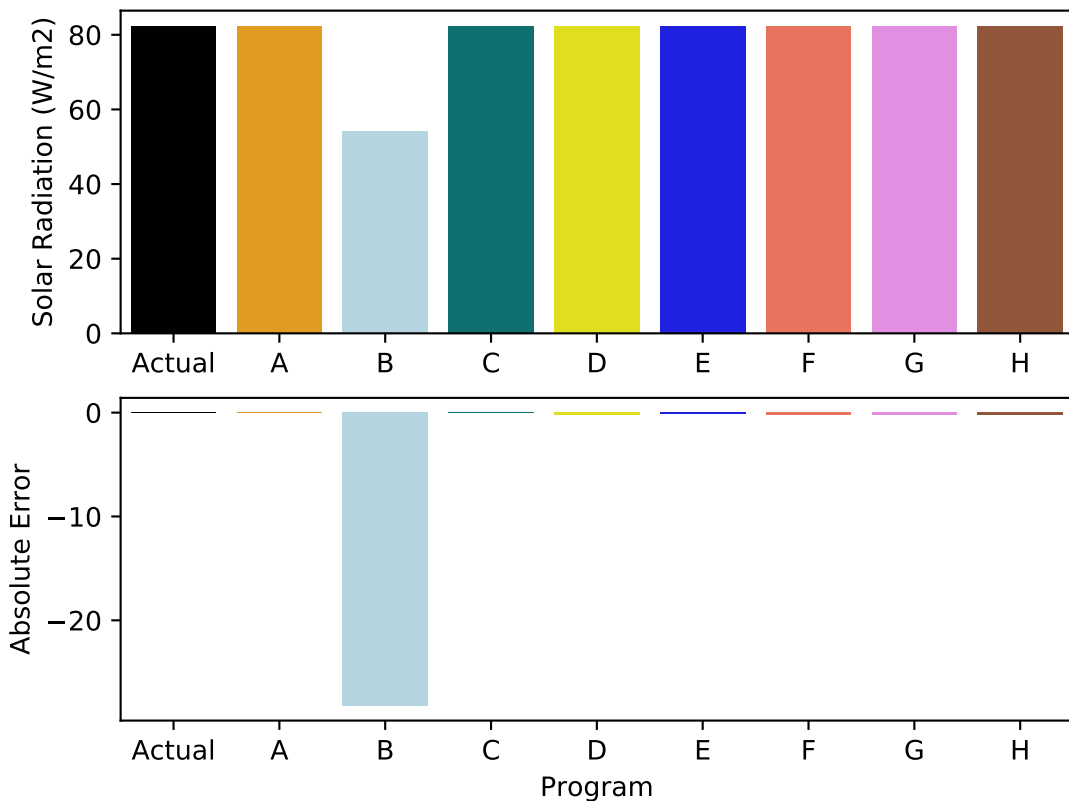 Solar Radiation (W/m2)
80
60
40
20
0
Actual A B C D E F G H
Absolute Error
0
−10
−20
Actual A B C D E F G H
Program